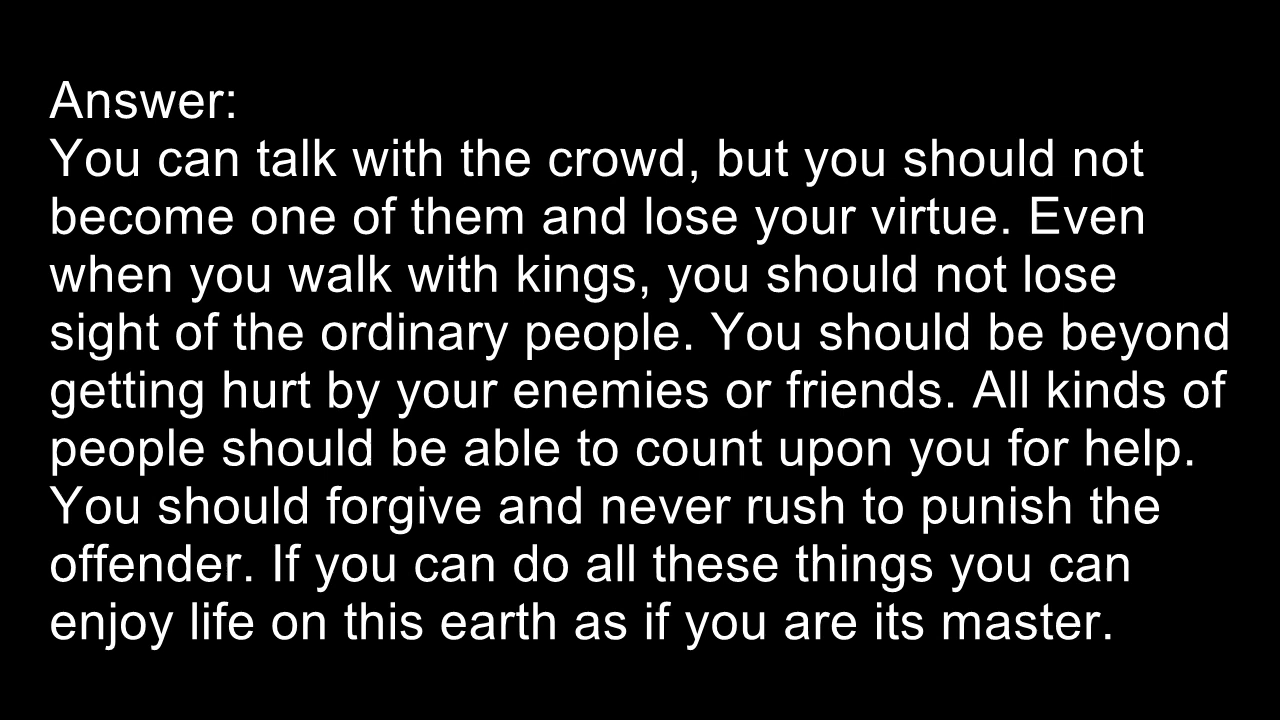 Answer:
You can talk with the crowd, but you should not
become one of them and lose your virtue. Even
when you walk with kings, you should not lose
sight of the ordinary people. You should be beyond
getting hurt by your enemies or friends. All kinds of
people should be able to count upon you for help.
You should forgive and never rush to punish the
offender. If you can do all these things you can
enjoy life on this earth as if you are its master.